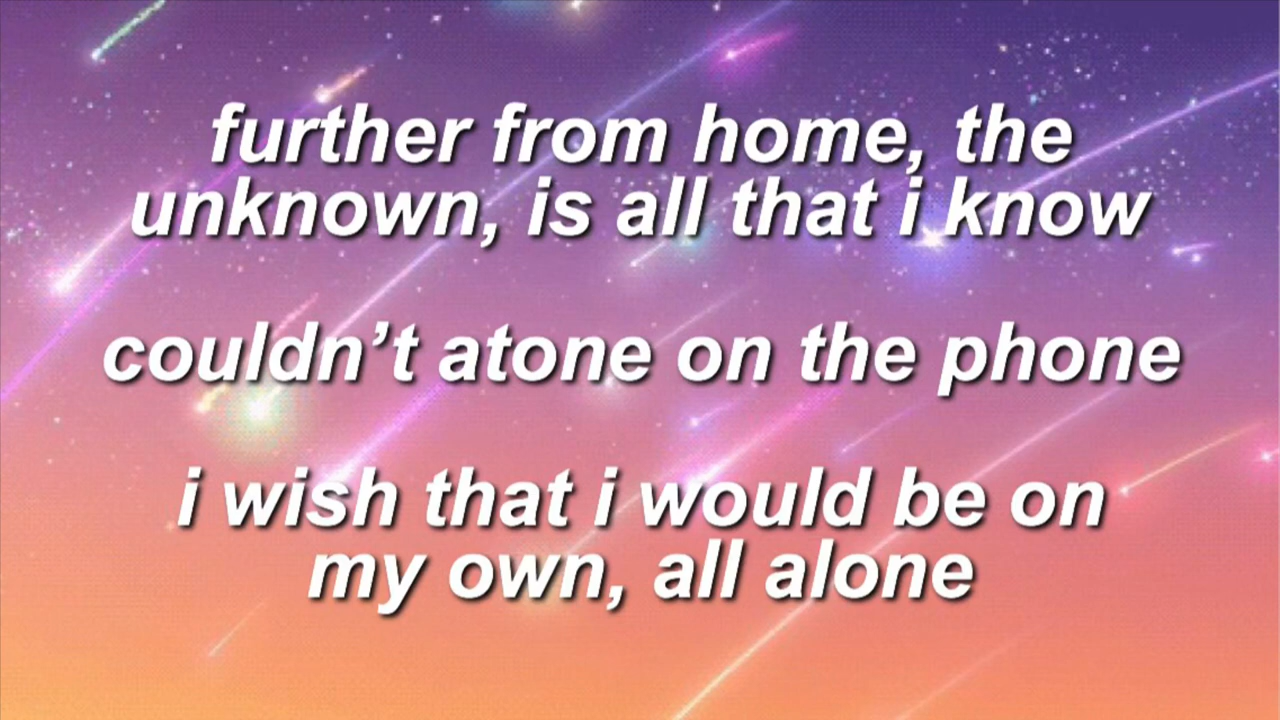 further from home, the
unknown, is all that i know
couldn’t atone on the phone
i wish that i would be on
my own, all alone